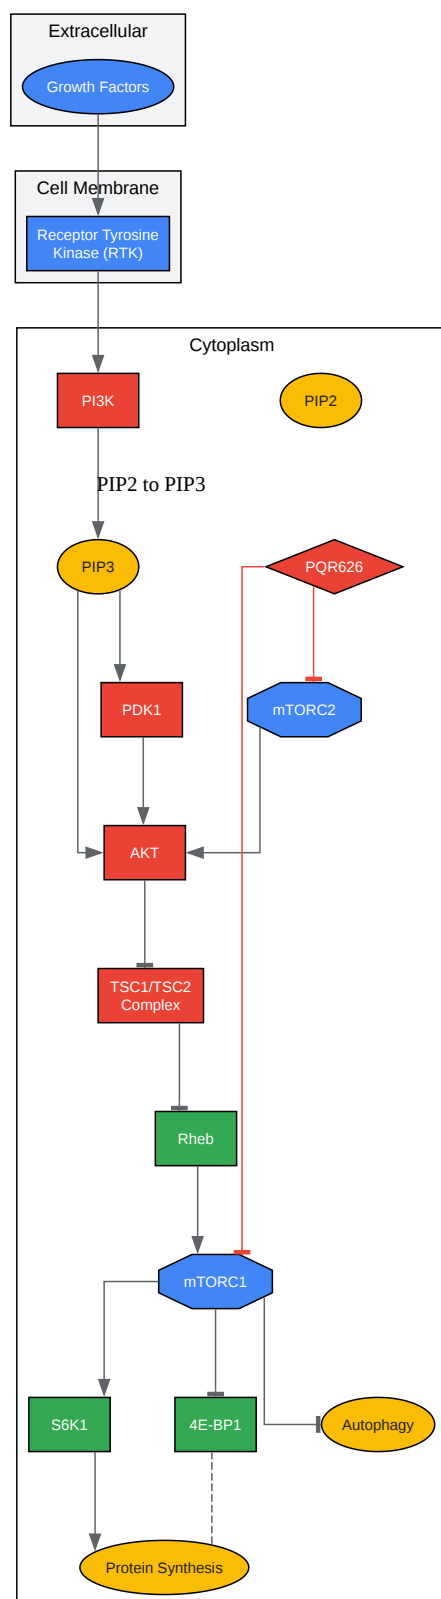 Extracellular
Growth Factors
Cell Membrane
Receptor Tyrosine
Kinase (RTK)
Cytoplasm
PI3K
PIP2
PIP2 to PIP3
PIP3
PQR626
PDK1
mTORC2
AKT
TSC1/TSC2
Complex
Rheb
mTORC1
S6K1
4E-BP1
Autophagy
Protein Synthesis